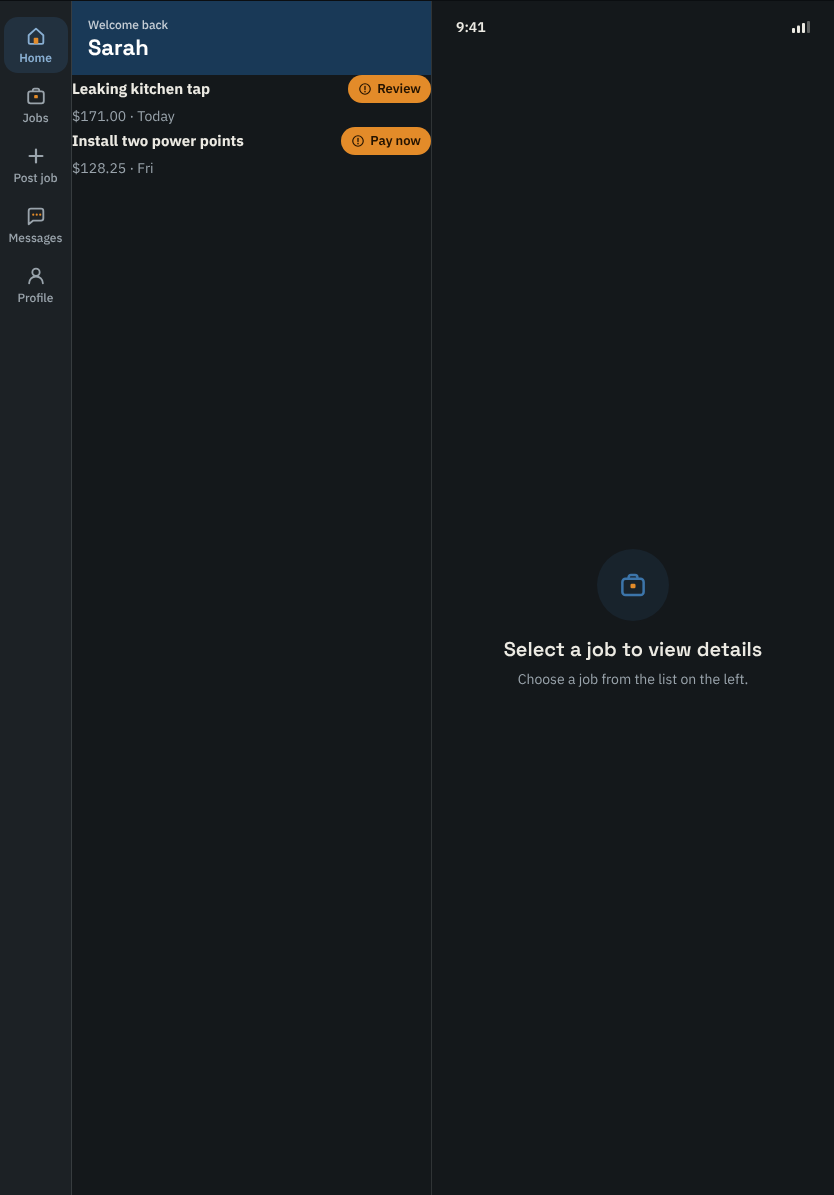 Home
Jobs
Post job
Messages
Profile
Welcome back
Sarah
Leaking kitchen tap
Review
$171.00 · Today
Install two power points
Pay now
$128.25 · Fri
9:41
Select a job to view details
Choose a job from the list on the left.